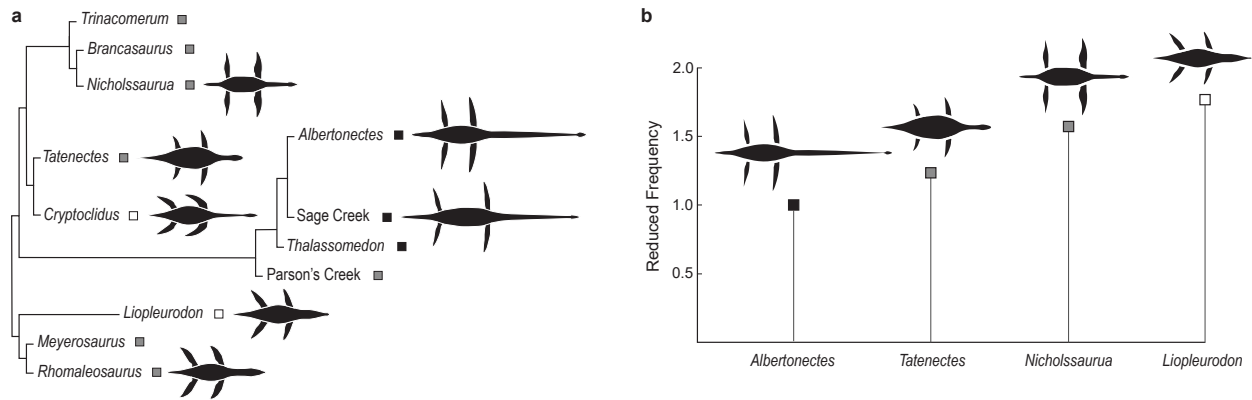 a
Trinacomerum
Brancasaurus
Nicholssaurua
Albertonectes
Tatenectes
Sage Creek
Cryptoclidus
Thalassomedon
Parson's Creek
Liopleurodon
Meyerosaurus
Rhomaleosaurus
b
Reduced Frequency
2.0
1.5
1.0
0.5
Albertonectes Tatenectes Nicholssaurua Liopleurodon